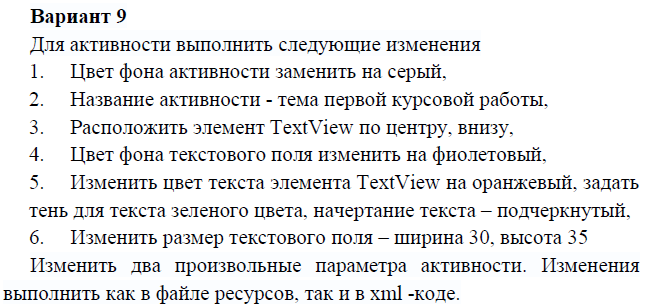 Вариант 9
Для активности выполнить следующие изменения
1. Цвет фона активности заменить на серый,
2. Название активности - тема первой курсовой работы,
3. Расположить элемент TextView по центру, внизу,
4. Цвет фона текстового поля изменить на фиолетовый,
5. Изменить цвет текста элемента TextView на оранжевый, задать
тень для текста зеленого цвета, начертание текста – подчеркнутый,
6. Изменить размер текстового поля – ширина 30, высота 35
Изменить два произвольные параметра активности. Изменения
выполнить как в файле ресурсов, так и в xml -коде.